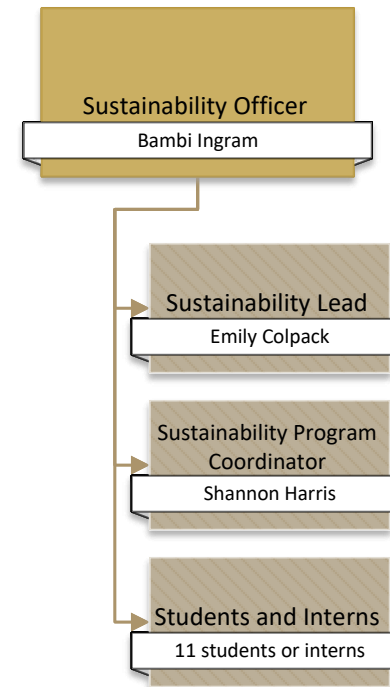 Sustainability Officer
Bambi Ingram
Sustainability Lead
Emily Colpack
Sustainability Program
Coordinator
Shannon Harris
Students and Interns
11 students or interns